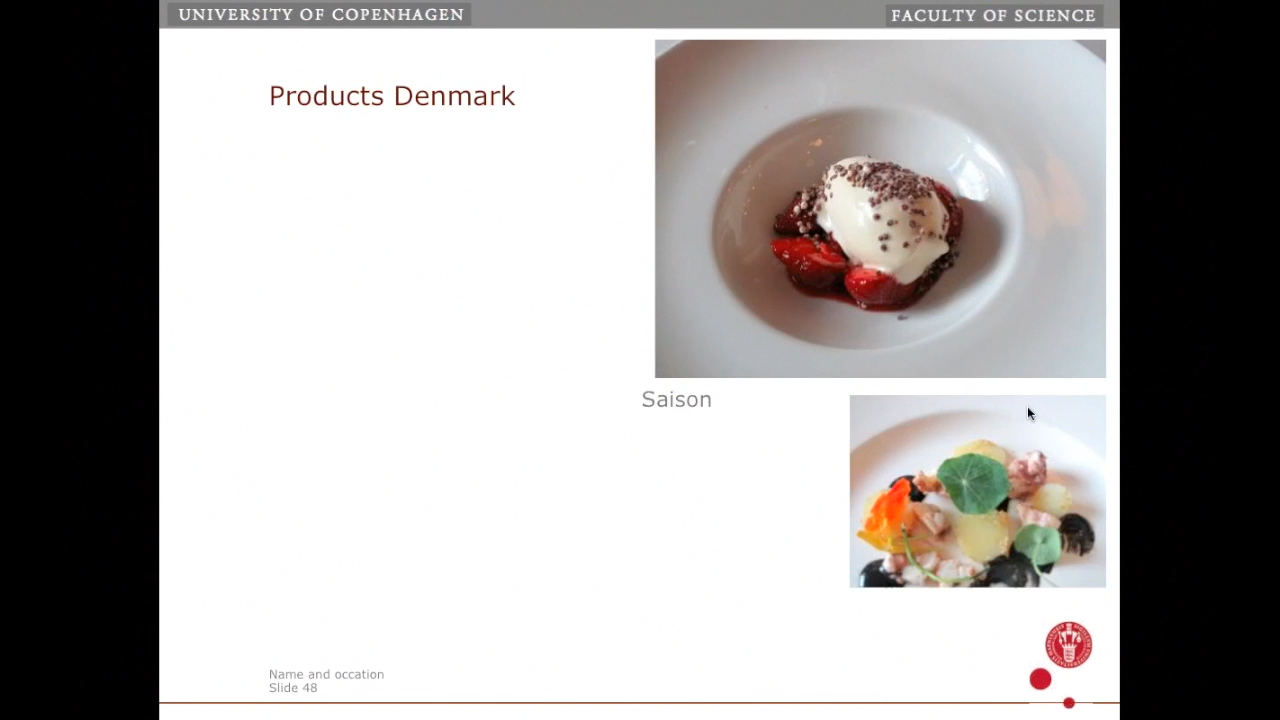 UNIVERSITY OF COPENHAGEN
FACULTY OF SCIENCE
Products Denmark
Saison
Name and occation
Slide 48